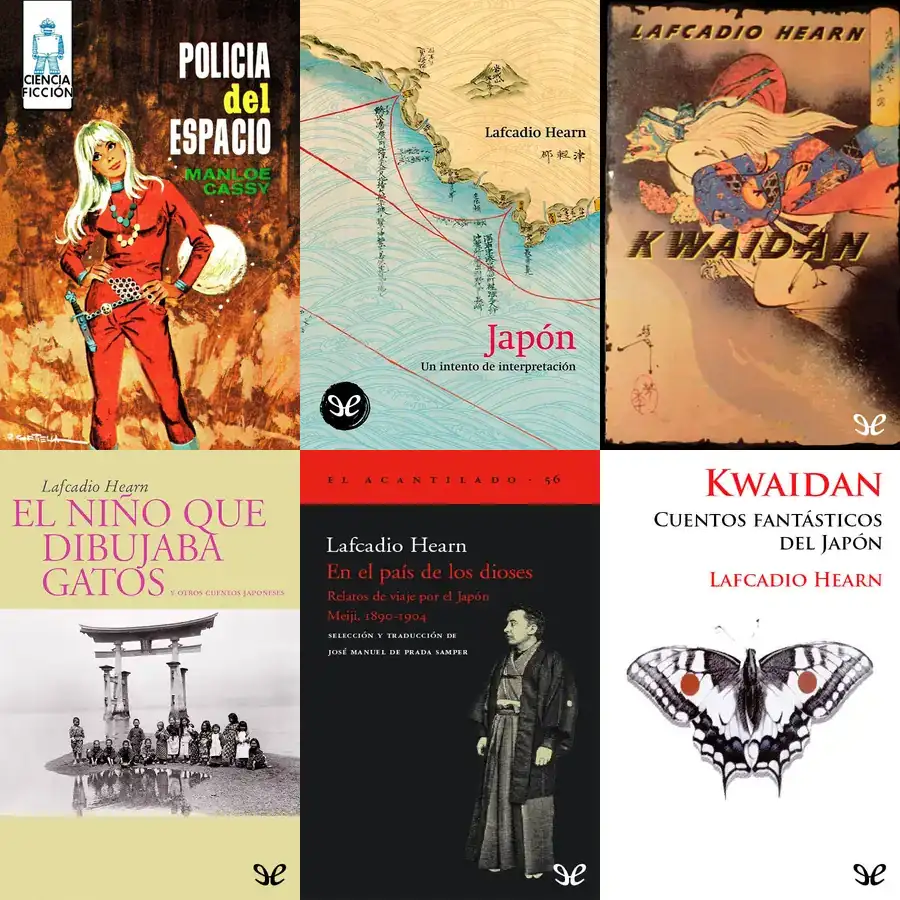 CIENCIA
FICCIÓN
POLICIA
del
ESPACIO
MANLOE
CASSY
Lafcadio Hearn
津軽郡
Japón
Un intento de interpretación
LAFCADIO HEARN
KWAIDAN
Lafcadio Hearn
EL NIÑO QUE
DIBUJABA
GATOS
Y OTROS CUENTOS JAPONESES
EL ACANTILADO · 56
Lafcadio Hearn
En el país de los dioses
Relatos de viaje por el Japón
Meiji, 1890-1904
SELECCIÓN Y TRADUCCIÓN DE
JOSÉ MANUEL DE PRADA SAMPER
KWAIDAN
CUENTOS FANTÁSTICOS
DEL JAPÓN
LAFCADIO HEARN